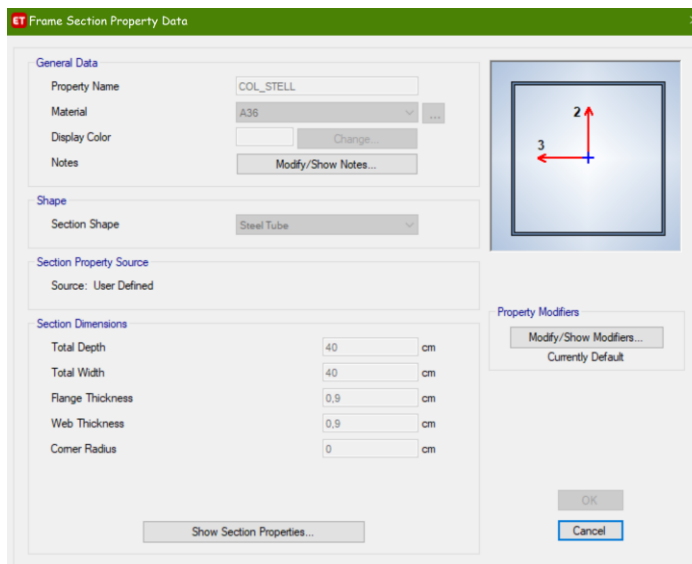 ET Frame Section Property Data
General Data
Property Name COL_STELL
Material A36 ...
Display Color Change...
Notes Modify/Show Notes...
Shape
Section Shape Steel Tube
Section Property Source
Source: User Defined
Section Dimensions
Total Depth 40 cm
Total Width 40 cm
Flange Thickness 0,9 cm
Web Thickness 0,9 cm
Corner Radius 0 cm
Show Section Properties...
2
3
Property Modifiers
Modify/Show Modifiers...
Currently Default
OK
Cancel